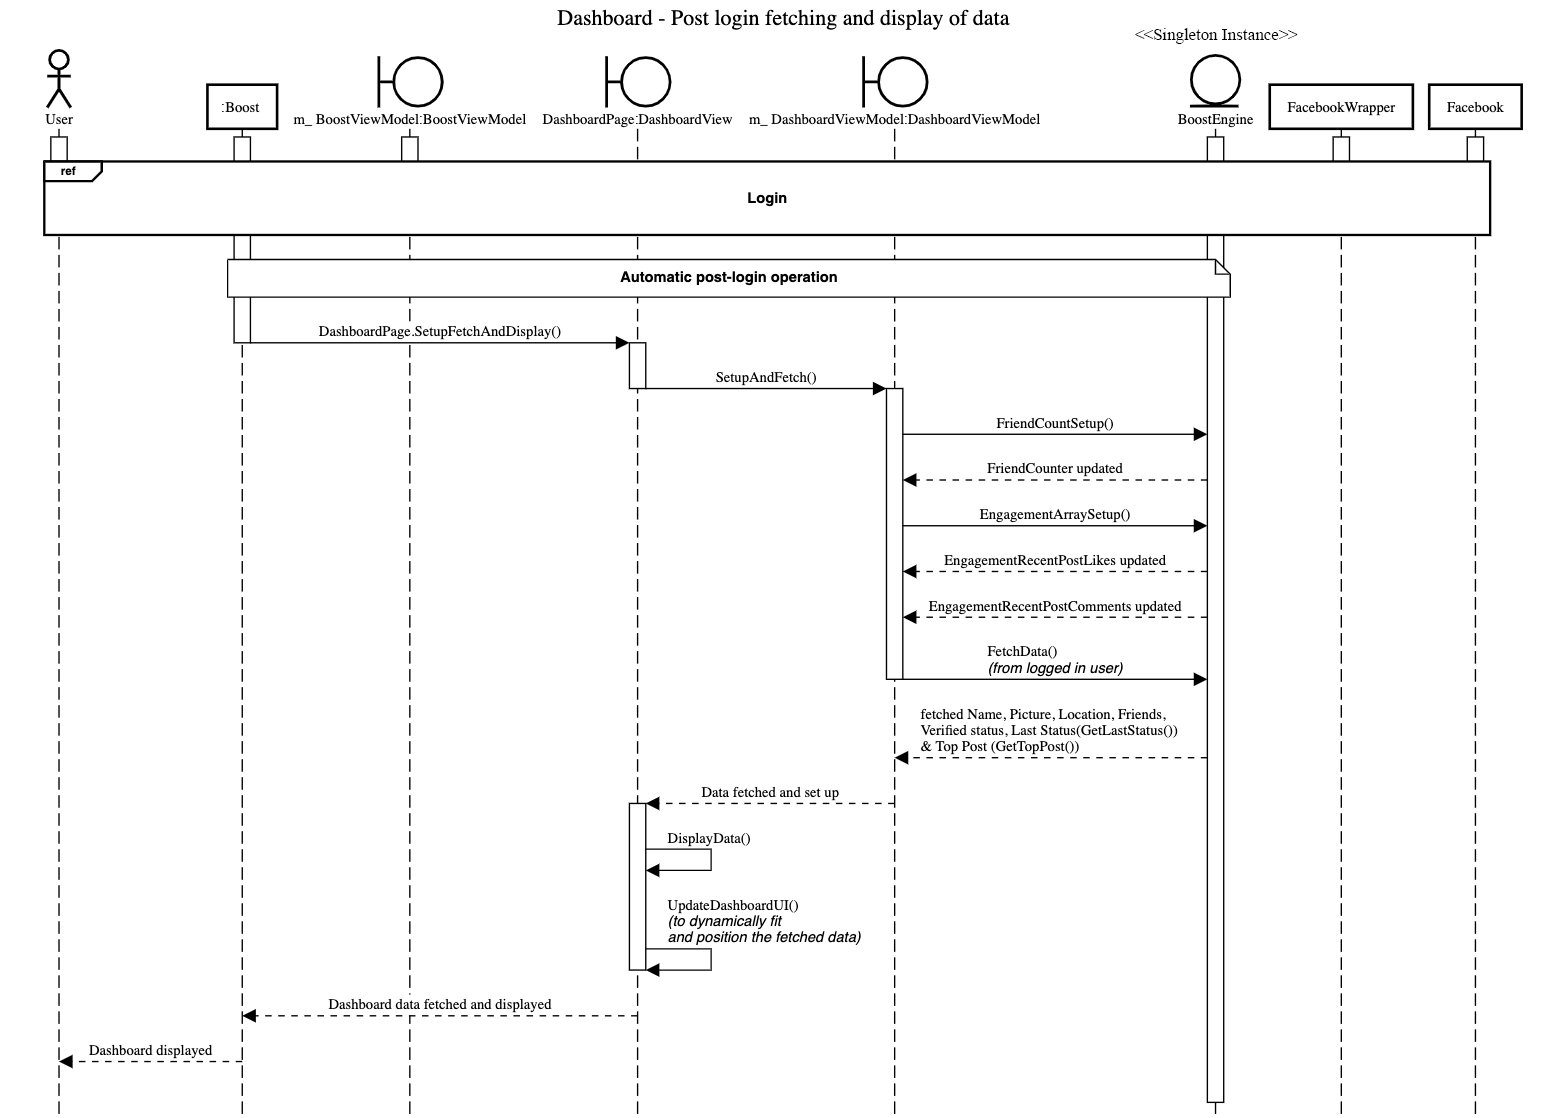 Dashboard - Post login fetching and display of data
<<Singleton Instance>>
User
:Boost
m_ BoostViewModel:BoostViewModel
DashboardPage:DashboardView
m_ DashboardViewModel:DashboardViewModel
BoostEngine
FacebookWrapper
Facebook
ref
Login
Automatic post-login operation
DashboardPage.SetupFetchAndDisplay()
SetupAndFetch()
FriendCountSetup()
FriendCounter updated
EngagementArraySetup()
EngagementRecentPostLikes updated
EngagementRecentPostComments updated
FetchData()
(from logged in user)
fetched Name, Picture, Location, Friends,
Verified status, Last Status(GetLastStatus())
& Top Post (GetTopPost())
Data fetched and set up
DisplayData()
UpdateDashboardUI()
(to dynamically fit
and position the fetched data)
Dashboard data fetched and displayed
Dashboard displayed